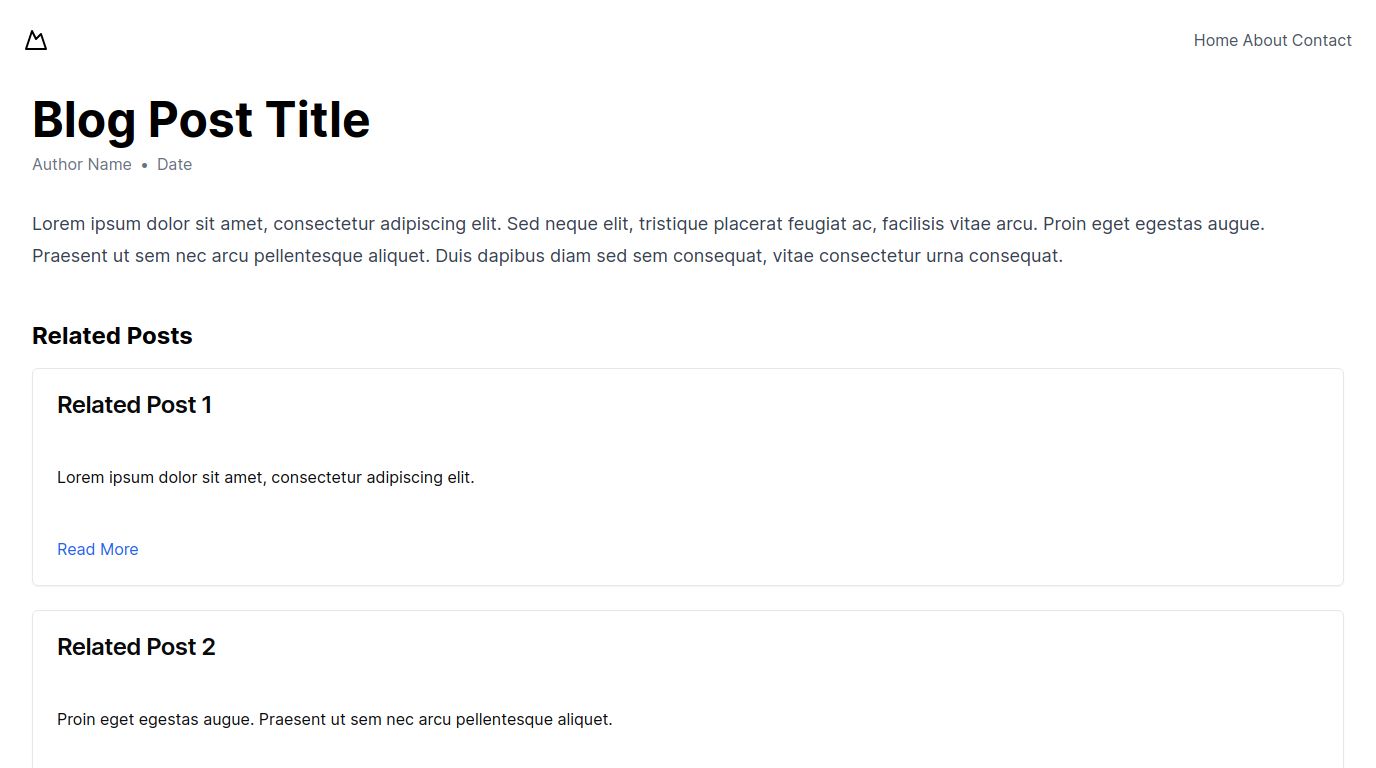 Home About Contact
Blog Post Title
Author Name • Date
Lorem ipsum dolor sit amet, consectetur adipiscing elit. Sed neque elit, tristique placerat feugiat ac, facilisis vitae arcu. Proin eget egestas augue.
Praesent ut sem nec arcu pellentesque aliquet. Duis dapibus diam sed sem consequat, vitae consectetur urna consequat.
Related Posts
Related Post 1
Lorem ipsum dolor sit amet, consectetur adipiscing elit.
Read More
Related Post 2
Proin eget egestas augue. Praesent ut sem nec arcu pellentesque aliquet.